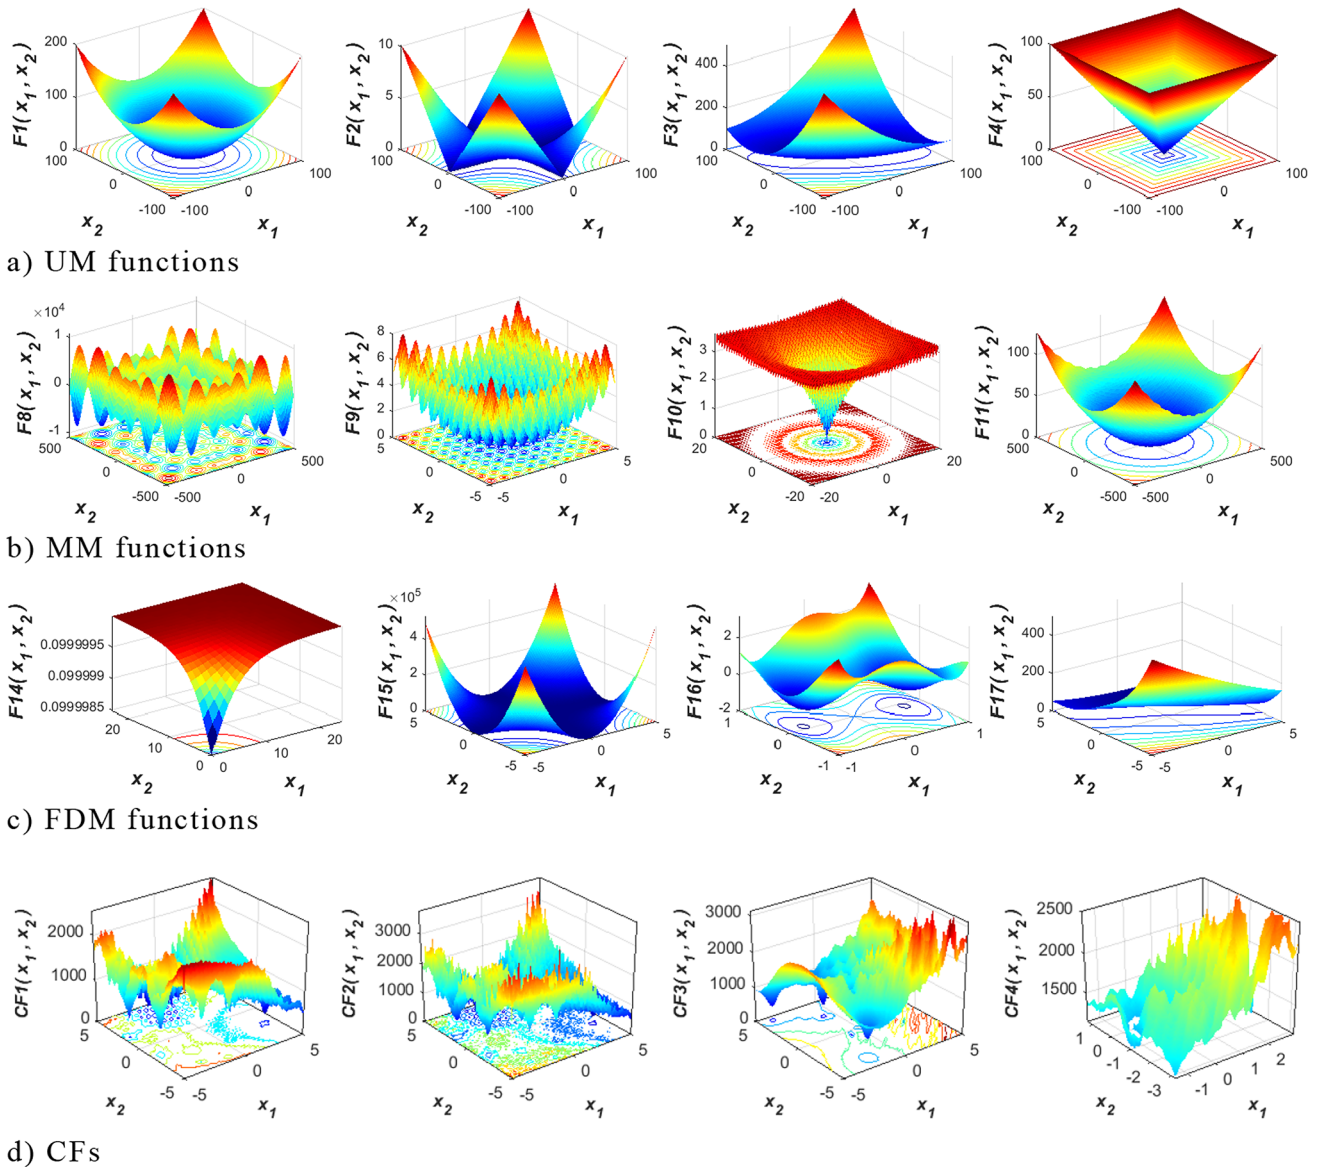 F1( x1 , x2 )
200
100
0
100
0
-100
-100
0
100
x2
x1
F2( x1 , x2 )
10
5
0
100
0
-100
-100
0
100
x2
x1
F3( x1 , x2 )
400
200
0
100
0
-100
-100
0
100
x2
x1
F4( x1 , x2 )
100
50
0
100
0
-100
-100
0
100
x2
x1
a) UM functions
F8( x1 , x2 )
×10^4
1
0
-1
500
0
-500
-500
0
500
x2
x1
F9( x1 , x2 )
8
6
4
2
0
5
0
-5
-5
0
5
x2
x1
F10( x1 , x2 )
3
2
1
0
20
0
-20
-20
0
20
x2
x1
F11( x1 , x2 )
100
50
0
500
0
-500
-500
0
500
x2
x1
b) MM functions
F14( x1 , x2 )
0.0999995
0.099999
0.0999985
20
10
0
0
10
20
x2
x1
F15( x1 , x2 )
×10^5
4
2
0
5
0
-5
-5
0
5
x2
x1
F16( x1 , x2 )
2
0
-2
1
0
-1
-1
0
1
x2
x1
F17( x1 , x2 )
400
200
0
5
0
-5
-5
0
5
x2
x1
c) FDM functions
CF1( x1 , x2 )
2000
1000
0
5
0
-5
-5
0
5
x2
x1
CF2( x1 , x2 )
3000
2000
1000
0
5
0
-5
-5
0
5
x2
x1
CF3( x1 , x2 )
3000
2000
1000
0
5
0
-5
-5
0
5
x2
x1
CF4( x1 , x2 )
2500
2000
1500
1
0
-1
-2
-3
-1
0
1
2
x2
x1
d) CFs